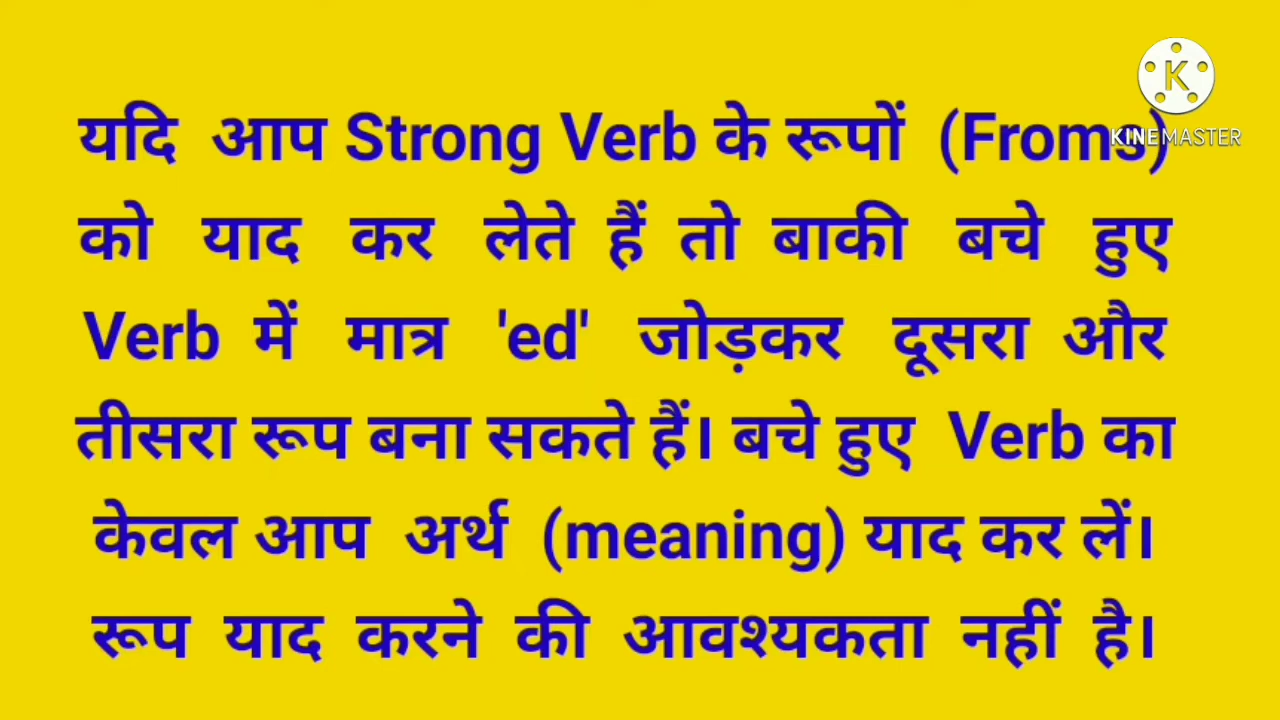 यदि आप Strong Verb के रूपों (Froms)
KINEMASTER
को याद कर लेते हैं तो बाकी बचे हुए
Verb में मात्र 'ed' जोड़कर दूसरा और
तीसरा रूप बना सकते हैं। बचे हुए Verb का
केवल आप अर्थ (meaning) याद कर लें।
रूप याद करने की आवश्यकता नहीं है।